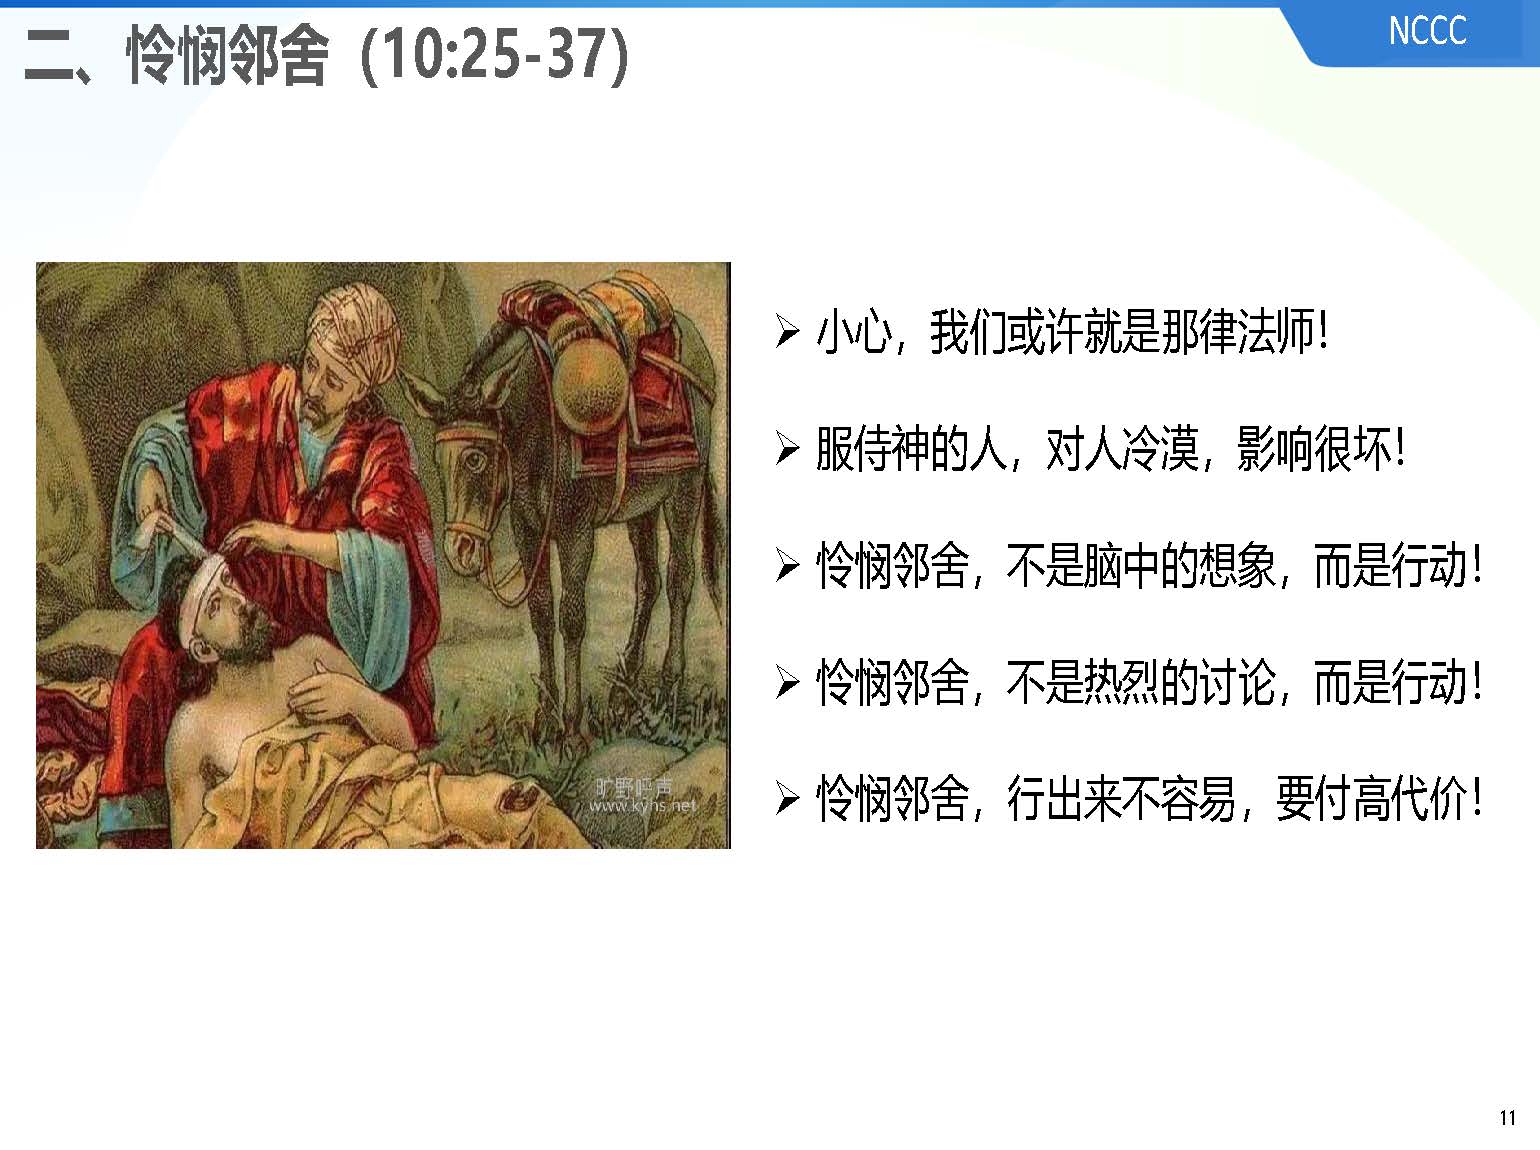 二、怜悯邻舍 (10:25-37)
NCCC
小心，我们或许就是那律法师！
服侍神的人，对人冷漠，影响很坏！
怜悯邻舍，不是脑中的想象，而是行动！
怜悯邻舍，不是热烈的讨论，而是行动！
怜悯邻舍，行出来不容易，要付高代价！
旷野呼声
www.kyhs.net
11